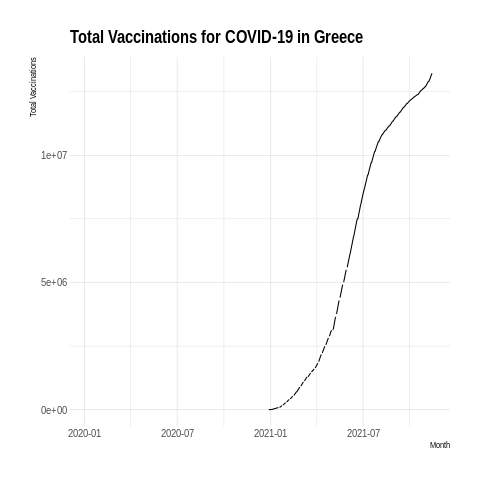 Total Vaccinations for COVID-19 in Greece
Total Vaccinations
1e+07
5e+06
0e+00
2020-01 2020-07 2021-01 2021-07
Month